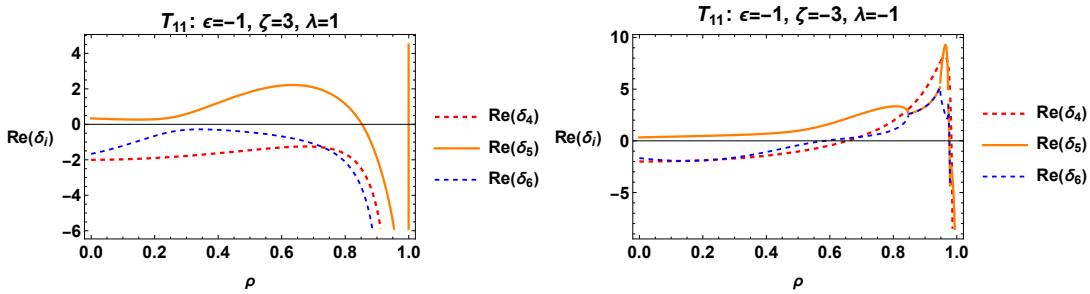 T₁₁: ϵ=-1, ζ=3, λ=1
4
2
0
-2
-4
-6
Re(δᵢ)
0.0 0.2 0.4 0.6 0.8 1.0
ρ
Re(δ₄)
Re(δ₅)
Re(δ₆)
T₁₁: ϵ=-1, ζ=-3, λ=-1
10
5
0
-5
Re(δᵢ)
0.0 0.2 0.4 0.6 0.8 1.0
ρ
Re(δ₄)
Re(δ₅)
Re(δ₆)